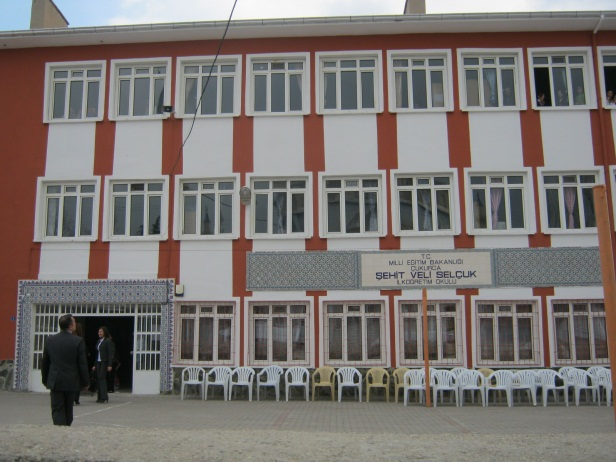 T.C.
MİLLİ EĞİTİM BAKANLIĞI
ÇUKURCA
ŞEHİT VELİ SELÇUK
İLKÖĞRETİM OKULU